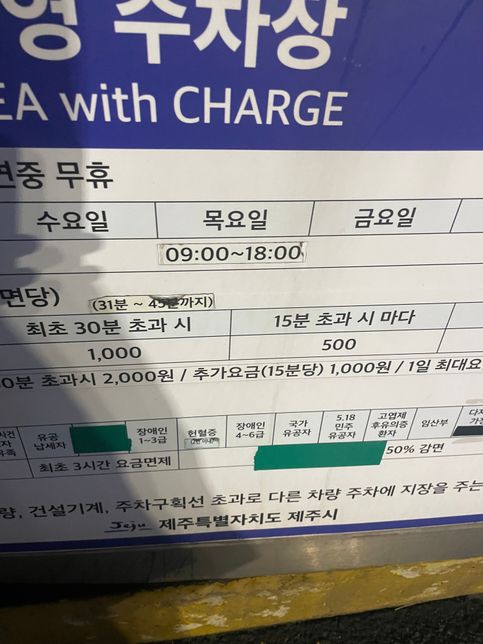 영 주차장
EA with CHARGE
연중 무휴
수요일 목요일 금요일
09:00~18:00
면당) (31분 ~ 45분까지)
최초 30분 초과 시 15분 초과 시 마다
1,000 500
0분 초과시 2,000원 / 추가요금(15분당) 1,000원 / 1일 최대요
유공
납세자
장애인
1~3급
헌혈증
장애인
4~6급
국가
유공자
5.18
민주
유공자
고엽제
후유의증
환자
임산부
최초 3시간 요금면제 50% 감면
량, 건설기계, 주차구획선 초과로 다른 차량 주차에 지장을 주는
Jeju 제주특별자치도 제주시